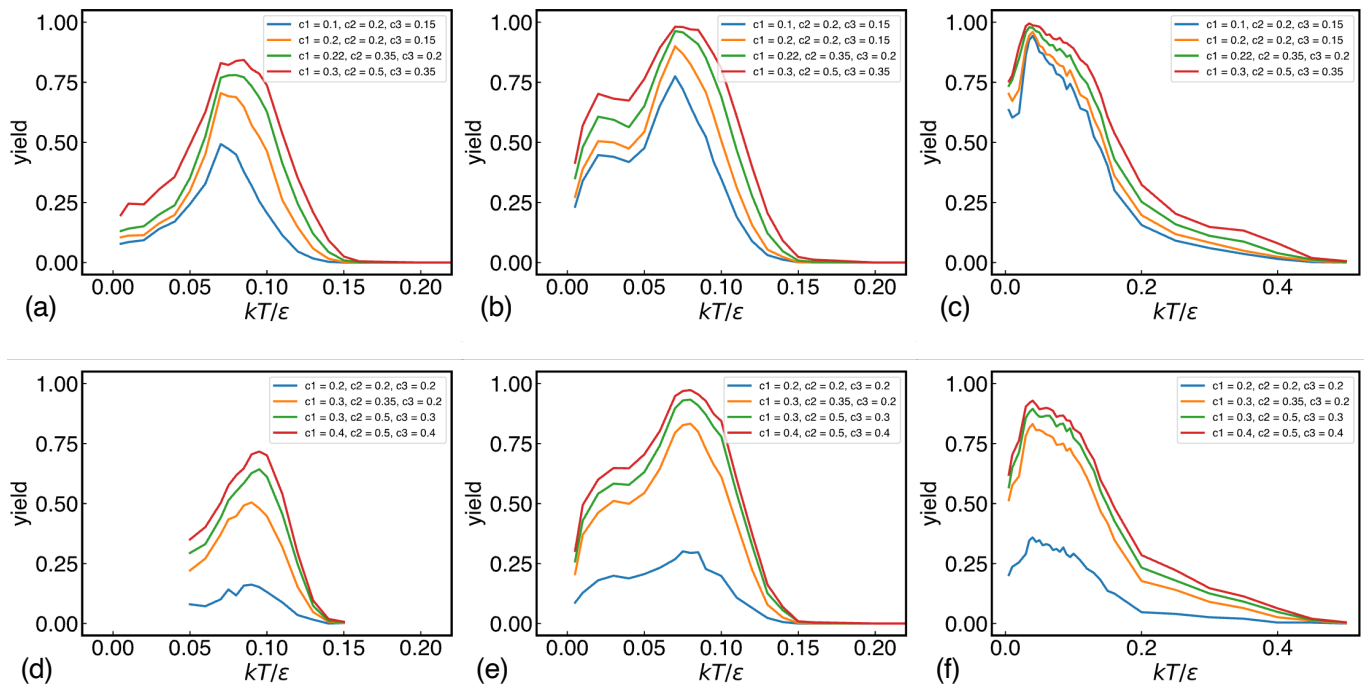 1.00
0.75
0.50
0.25
0.00
yield
c1 = 0.1, c2 = 0.2, c3 = 0.15
c1 = 0.2, c2 = 0.2, c3 = 0.15
c1 = 0.22, c2 = 0.35, c3 = 0.2
c1 = 0.3, c2 = 0.5, c3 = 0.35
0.00 0.05 0.10 0.15 0.20
(a) kT/ε
1.00
0.75
0.50
0.25
0.00
yield
c1 = 0.1, c2 = 0.2, c3 = 0.15
c1 = 0.2, c2 = 0.2, c3 = 0.15
c1 = 0.22, c2 = 0.35, c3 = 0.2
c1 = 0.3, c2 = 0.5, c3 = 0.35
0.00 0.05 0.10 0.15 0.20
(b) kT/ε
1.00
0.75
0.50
0.25
0.00
yield
c1 = 0.1, c2 = 0.2, c3 = 0.15
c1 = 0.2, c2 = 0.2, c3 = 0.15
c1 = 0.22, c2 = 0.35, c3 = 0.2
c1 = 0.3, c2 = 0.5, c3 = 0.35
0.0 0.2 0.4
(c) kT/ε
1.00
0.75
0.50
0.25
0.00
yield
c1 = 0.2, c2 = 0.2, c3 = 0.2
c1 = 0.3, c2 = 0.35, c3 = 0.2
c1 = 0.3, c2 = 0.5, c3 = 0.3
c1 = 0.4, c2 = 0.5, c3 = 0.4
0.00 0.05 0.10 0.15 0.20
(d) kT/ε
1.00
0.75
0.50
0.25
0.00
yield
c1 = 0.2, c2 = 0.2, c3 = 0.2
c1 = 0.3, c2 = 0.35, c3 = 0.2
c1 = 0.3, c2 = 0.5, c3 = 0.3
c1 = 0.4, c2 = 0.5, c3 = 0.4
0.00 0.05 0.10 0.15 0.20
(e) kT/ε
1.00
0.75
0.50
0.25
0.00
yield
c1 = 0.2, c2 = 0.2, c3 = 0.2
c1 = 0.3, c2 = 0.35, c3 = 0.2
c1 = 0.3, c2 = 0.5, c3 = 0.3
c1 = 0.4, c2 = 0.5, c3 = 0.4
0.0 0.2 0.4
(f) kT/ε